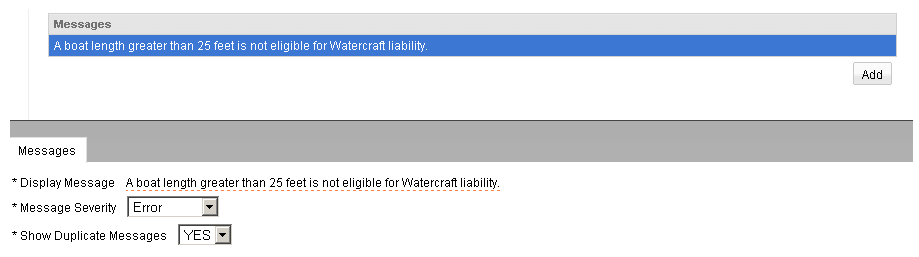 Messages
A boat length greater than 25 feet is not eligible for Watercraft liability.
Add
Messages
* Display Message A boat length greater than 25 feet is not eligible for Watercraft liability.
* Message Severity Error
* Show Duplicate Messages YES